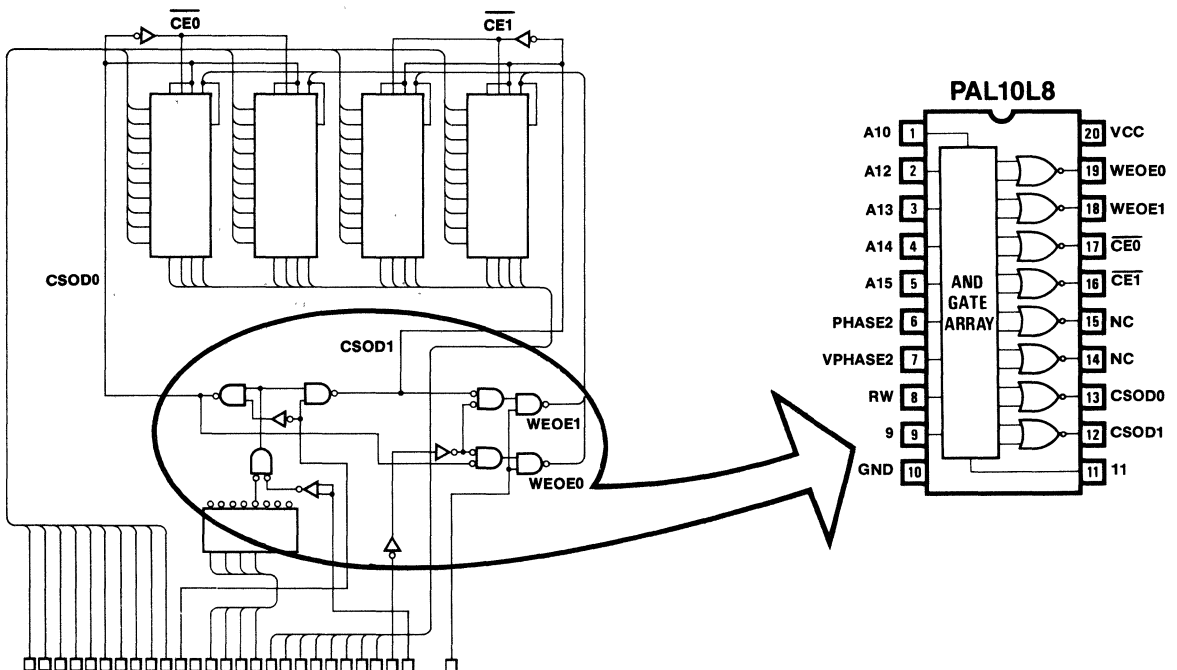 CE0
CE1
CSOD0
CSOD1
WEOE1
WEOE0
PAL10L8
A10 1
A12 2
A13 3
A14 4
A15 5
PHASE2 6
VPHASE2 7
RW 8
9 9
GND 10
AND
GATE
ARRAY
20 VCC
19 WEOE0
18 WEOE1
17 CE0
16 CE1
15 NC
14 NC
13 CSOD0
12 CSOD1
11 11